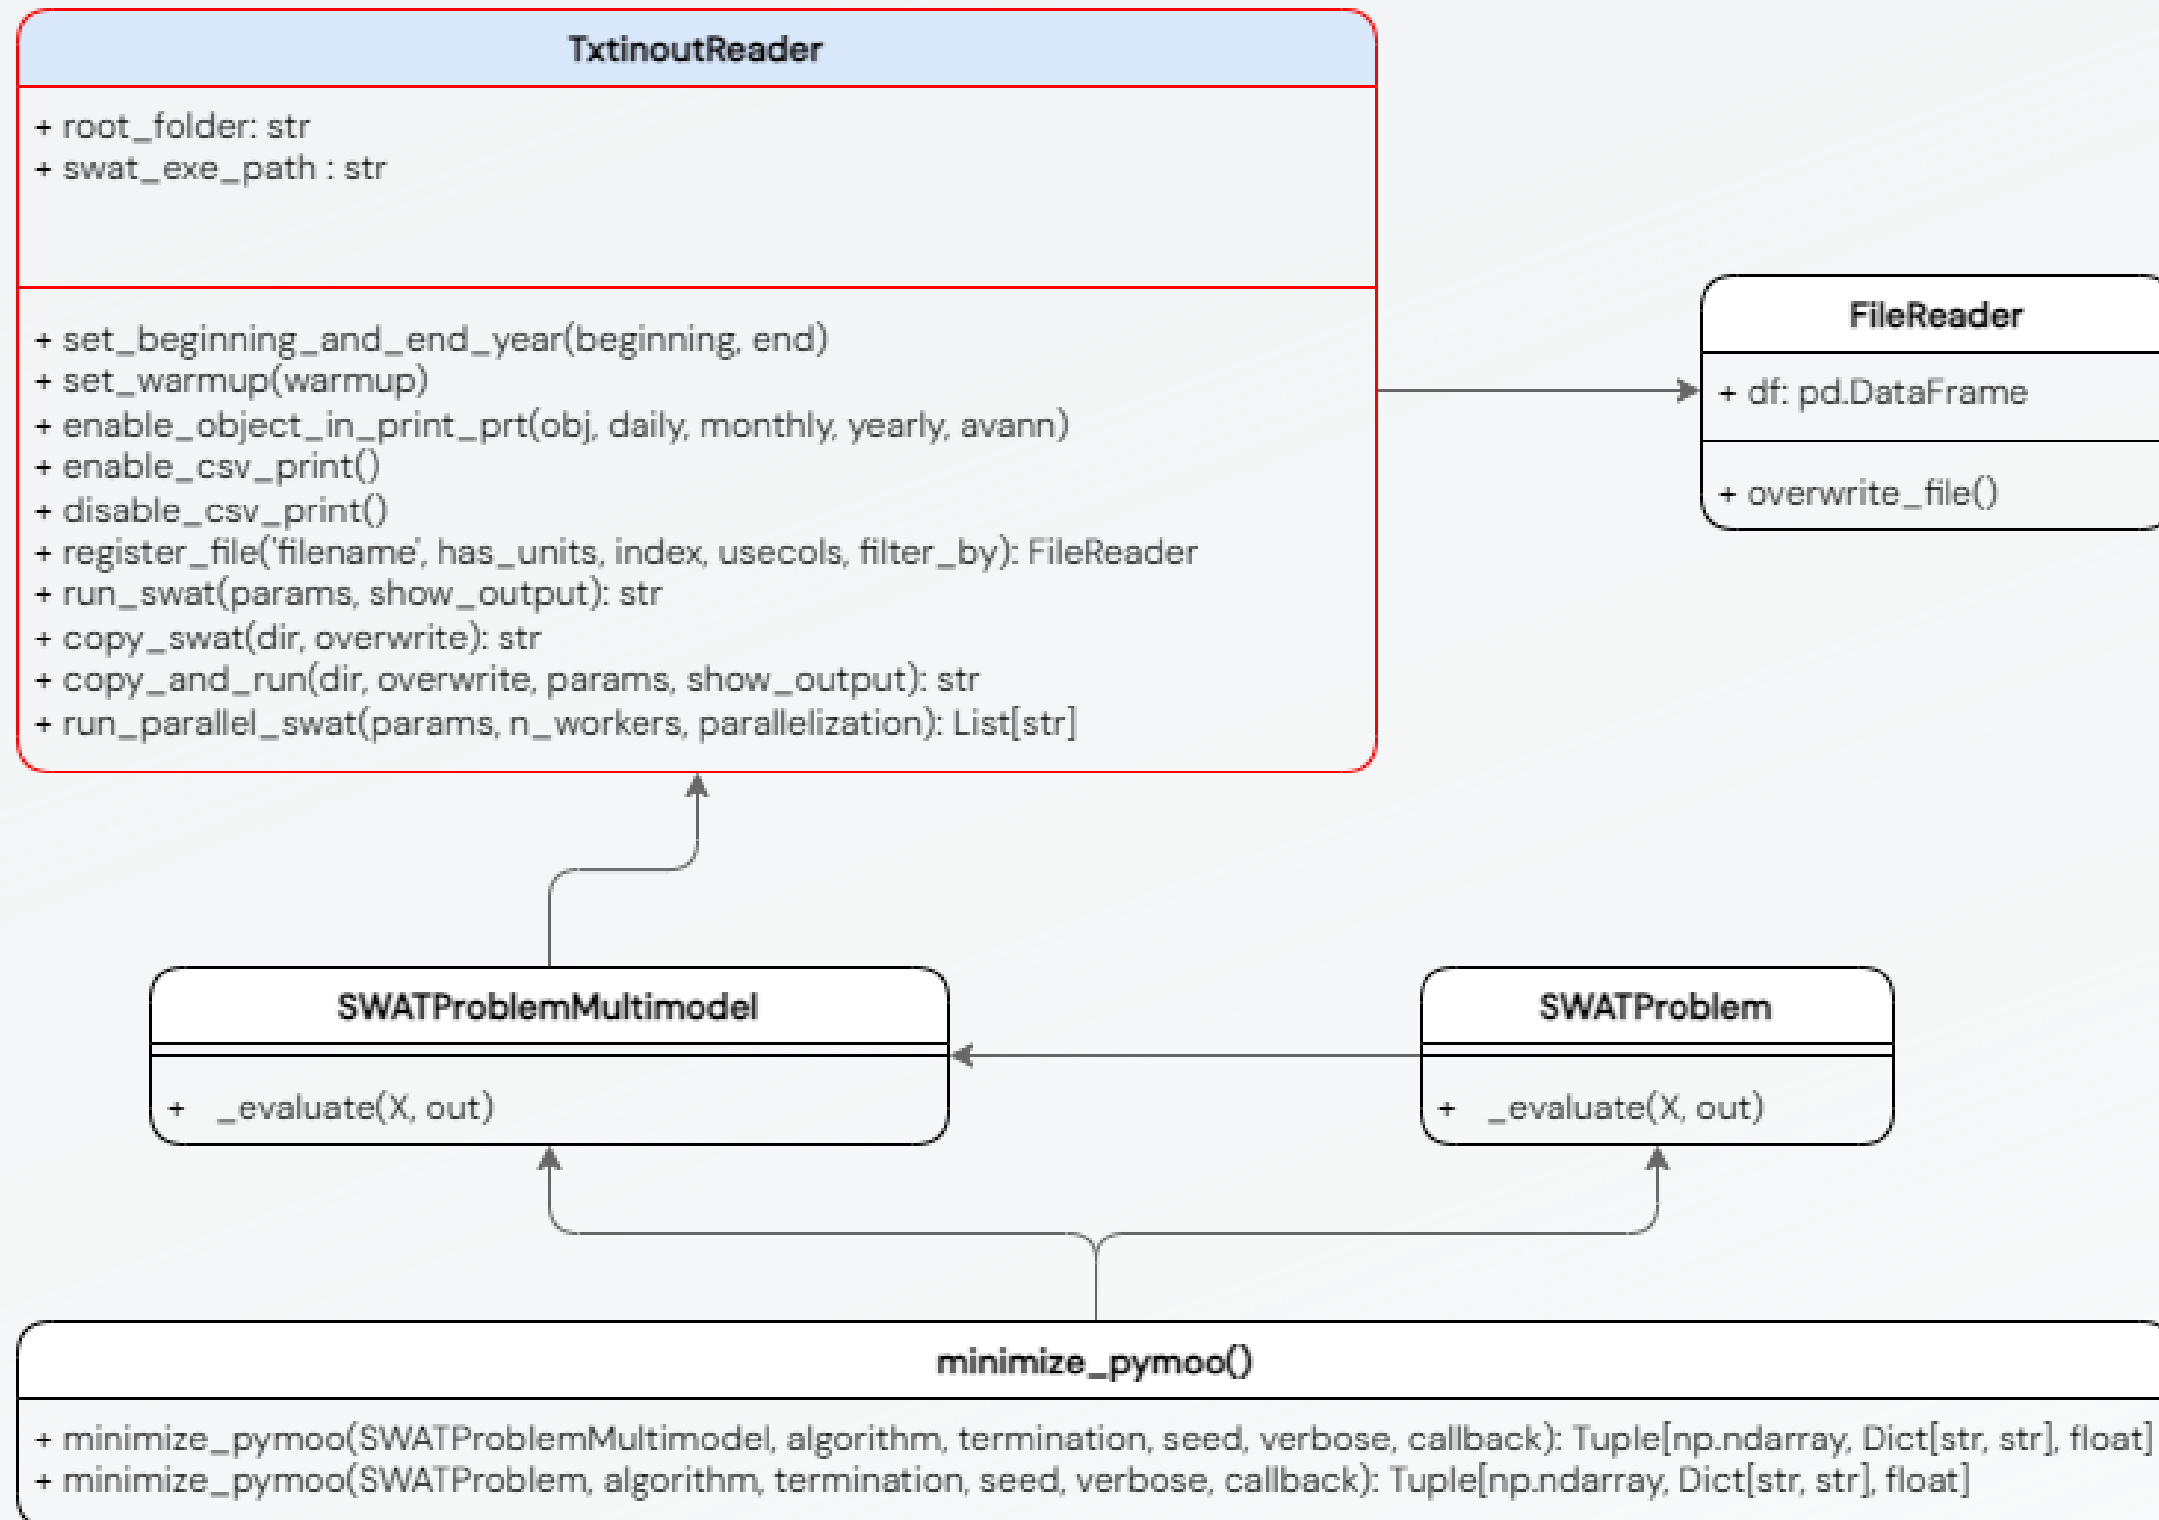 TxtinoutReader
+ root_folder: str
+ swat_exe_path : str
+ set_beginning_and_end_year(beginning, end)
+ set_warmup(warmup)
+ enable_object_in_print_prt(obj, daily, monthly, yearly, avann)
+ enable_csv_print()
+ disable_csv_print()
+ register_file('filename', has_units, index, usecols, filter_by): FileReader
+ run_swat(params, show_output): str
+ copy_swat(dir, overwrite): str
+ copy_and_run(dir, overwrite, params, show_output): str
+ run_parallel_swat(params, n_workers, parallelization): List[str]
FileReader
+ df: pd.DataFrame
+ overwrite_file()
SWATProblemMultimodel
+ _evaluate(X, out)
SWATProblem
+ _evaluate(X, out)
minimize_pymoo()
+ minimize_pymoo(SWATProblemMultimodel, algorithm, termination, seed, verbose, callback): Tuple[np.ndarray, Dict[str, str], float]
+ minimize_pymoo(SWATProblem, algorithm, termination, seed, verbose, callback): Tuple[np.ndarray, Dict[str, str], float]